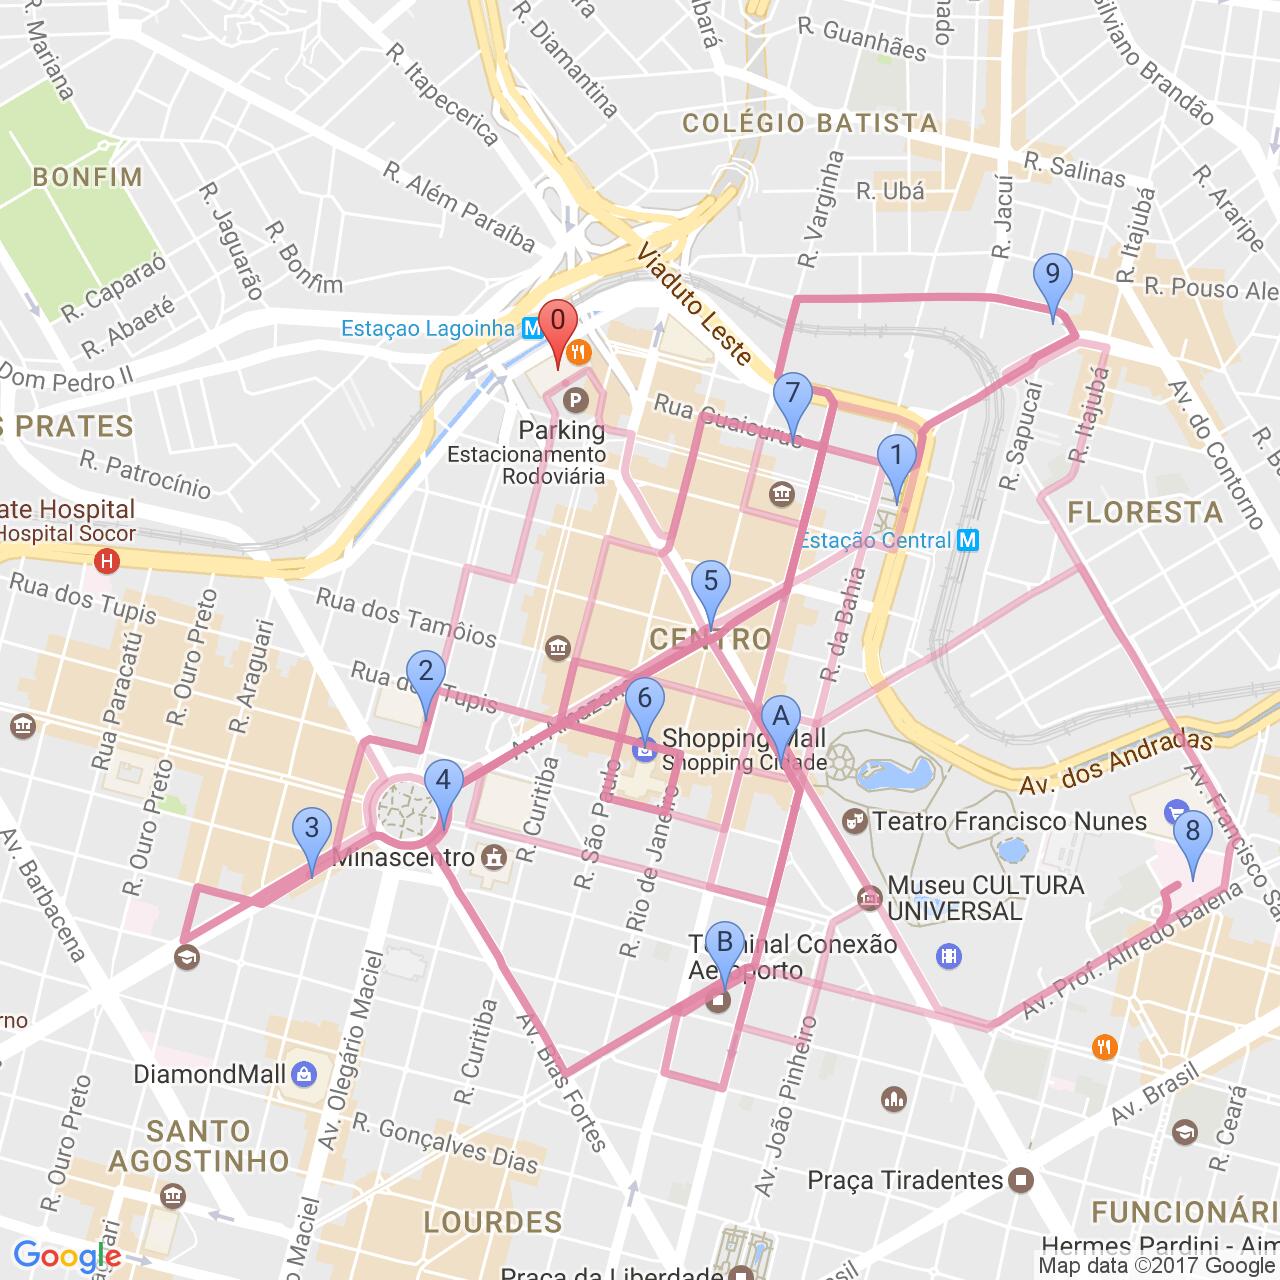 R. Mariana
R. Diamantina
R. Guanhães
R. Itapecerica
Silviano Brandão
COLÉGIO BATISTA
BONFIM
R. Além Paraíba
R. Varginha
R. Ubá
R. Salinas
R. Araripe
R. Jaguarão
R. Bonfim
R. Jacuí
R. Itajubá
R. Caparaó
R. Abaeté
Viaduto Leste
R. Pouso Ale
9
Estaçao Lagoinha
M
0
Dom Pedro II
S PRATES
P
Parking
Estacionamento
Rodoviária
Rua Guaicurus
7
R. Sapucaí
R. Itajubá
Av. do Contorno
R. Patrocínio
1
FLORESTA
ate Hospital
Hospital Socor
H
Estação Central
M
Rua dos Tupis
R. Ouro Preto
Rua dos Tamôios
5
CENTRO
R. da Bahia
Rua Paracatú
R. Araguari
2
Rua dos Tupis
Av. Amazonas
6
A
Shopping Mall
Shopping Cidade
Av. dos Andradas
R. Ouro Preto
4
3
Minascentro
R. Curitiba
R. São Paulo
R. Rio de Janeiro
Teatro Francisco Nunes
8
Av. Francisco Sa
Av. Barbacena
Museu CULTURA
UNIVERSAL
Av. Prof. Alfredo Balena
B
Terminal Conexão
Aeroporto
rno
Av. Olegário Maciel
R. Curitiba
Av. Bias Fortes
Av. João Pinheiro
DiamondMall
R. Ouro Preto
SANTO
AGOSTINHO
R. Gonçalves Dias
Av. Brasil
R. Ceará
Praça Tiradentes
LOURDES
FUNCIONÁRI
Hermes Pardini - Aim
Google
Maciel
Praça da Liberdade
Map data ©2017 Google